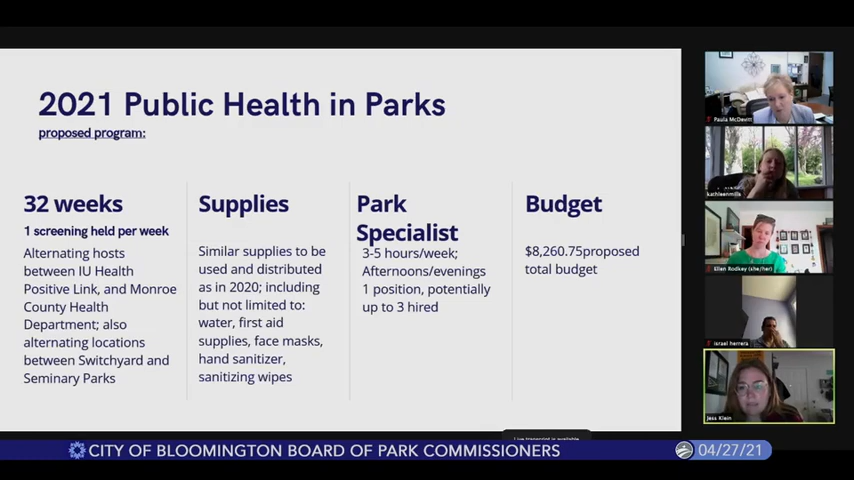 2021 Public Health in Parks
proposed program:
32 weeks
1 screening held per week
Alternating hosts
between IU Health
Positive Link, and Monroe
County Health
Department; also
alternating locations
between Switchyard and
Seminary Parks
Supplies
Similar supplies to be
used and distributed
as in 2020; including
but not limited to:
water, first aid
supplies, face masks,
hand sanitizer,
sanitizing wipes
Park
Specialist
3-5 hours/week;
Afternoons/evenings
1 position, potentially
up to 3 hired
Budget
$8,260.75proposed
total budget
Paula McDevitt
kathleenmills
Ellen Rodkey (she/her)
israel herrera
Jess Klein
Live transcript is available
CITY OF BLOOMINGTON BOARD OF PARK COMMISSIONERS
04/27/21